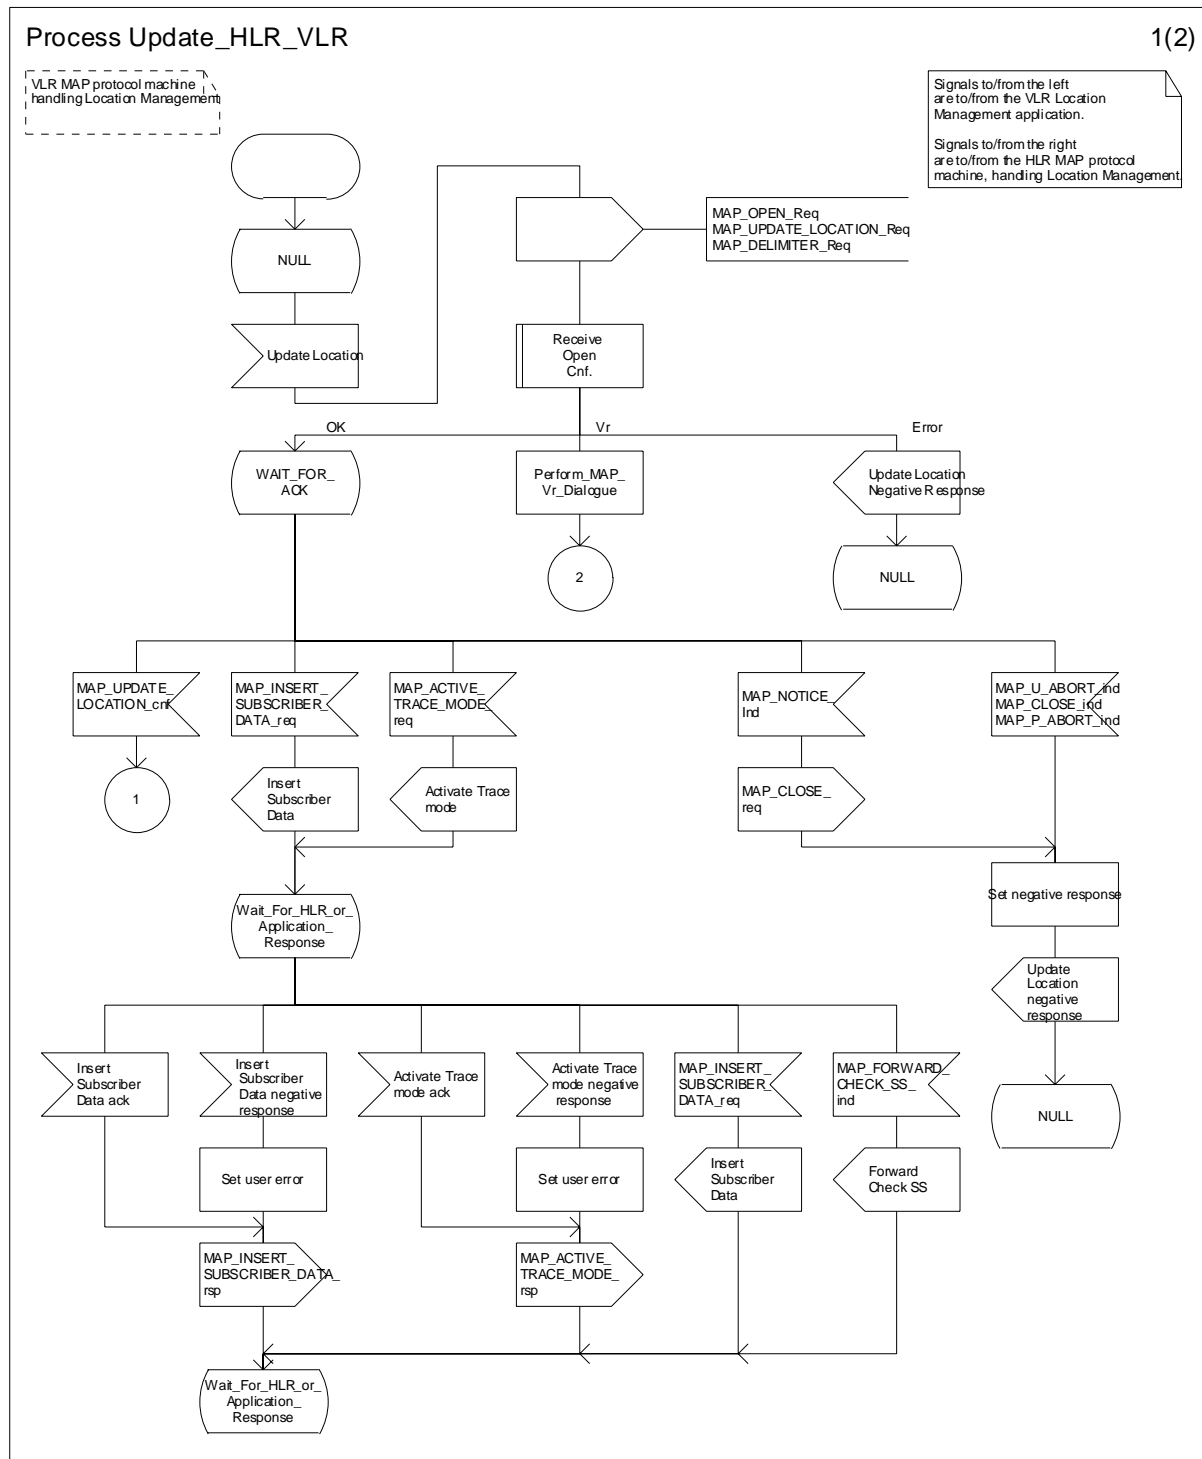 Process Update_HLR_VLR
1(2)
VLR MAP protocol machine
handling Location Management
Signals to/from the left
are to/from the VLR Location
Management application.
Signals to/from the right
are to/from the HLR MAP protocol
machine, handling Location Management.
MAP_OPEN_Req
MAP_UPDATE_LOCATION_Req
MAP_DELIMITER_Req
NULL
Update Location
Receive
Open
Cnf.
OK
Vr
Error
WAIT_FOR_
ACK
Perform_MAP_
Vr_Dialogue
Update Location
Negative Response
2
NULL
MAP_UPDATE_
LOCATION_cnf
MAP_INSERT_
SUBSCRIBER_
DATA_req
MAP_ACTIVE_
TRACE_MODE_
req
MAP_NOTICE_
Ind
MAP_U_ABORT_ind
MAP_CLOSE_ind
MAP_P_ABORT_ind
1
Insert
Subscriber
Data
Activate Trace
mode
MAP_CLOSE_
req
Set negative response
Wait_For_HLR_or_
Application_
Response
Update
Location
negative
response
Insert
Subscriber
Data ack
Insert
Subscriber
Data negative
response
Activate Trace
mode ack
Activate Trace
mode negative
response
MAP_INSERT_
SUBSCRIBER_
DATA_req
MAP_FORWARD_
CHECK_SS_
ind
NULL
Set user error
Set user error
Insert
Subscriber
Data
Forward
Check SS
MAP_INSERT_
SUBSCRIBER_DATA_
rsp
MAP_ACTIVE_
TRACE_MODE_
rsp
Wait_For_HLR_or_
Application_
Response